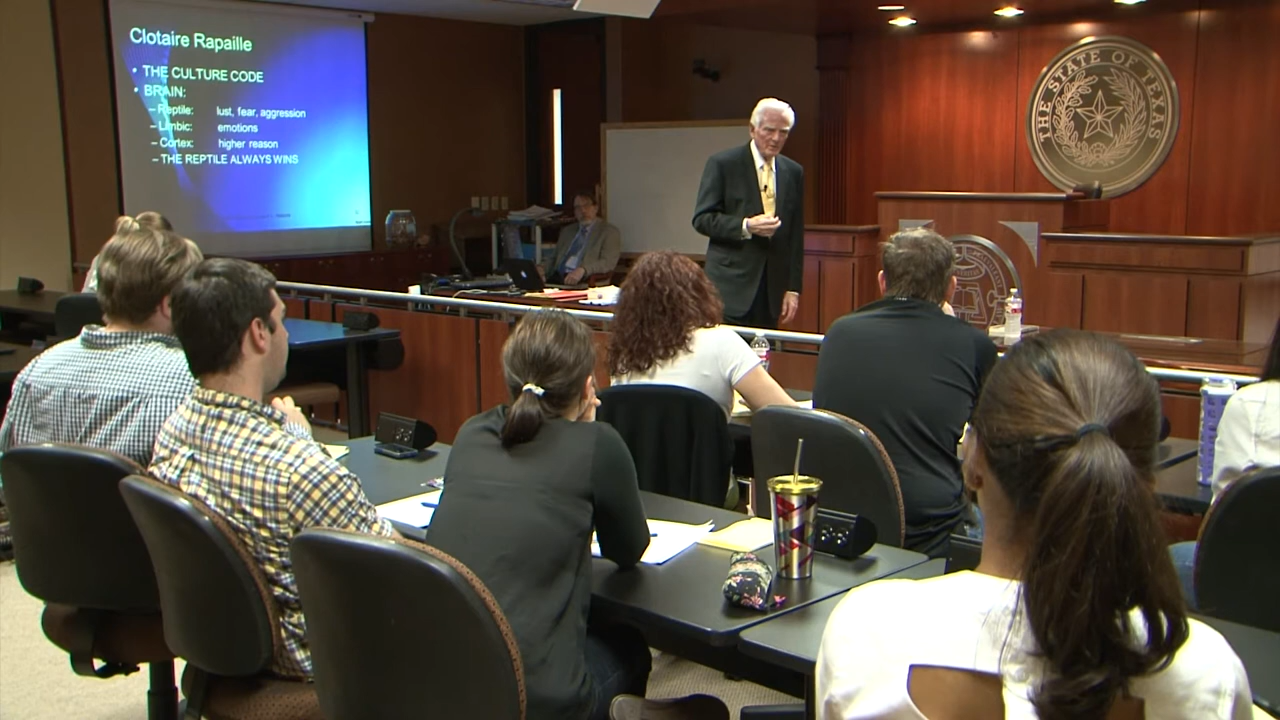 Clotaire Rapaille
• THE CULTURE CODE
• BRAIN:
– Reptile: lust, fear, aggression
– Limbic: emotions
– Cortex: higher reason
– THE REPTILE ALWAYS WINS
THE STATE OF TEXAS